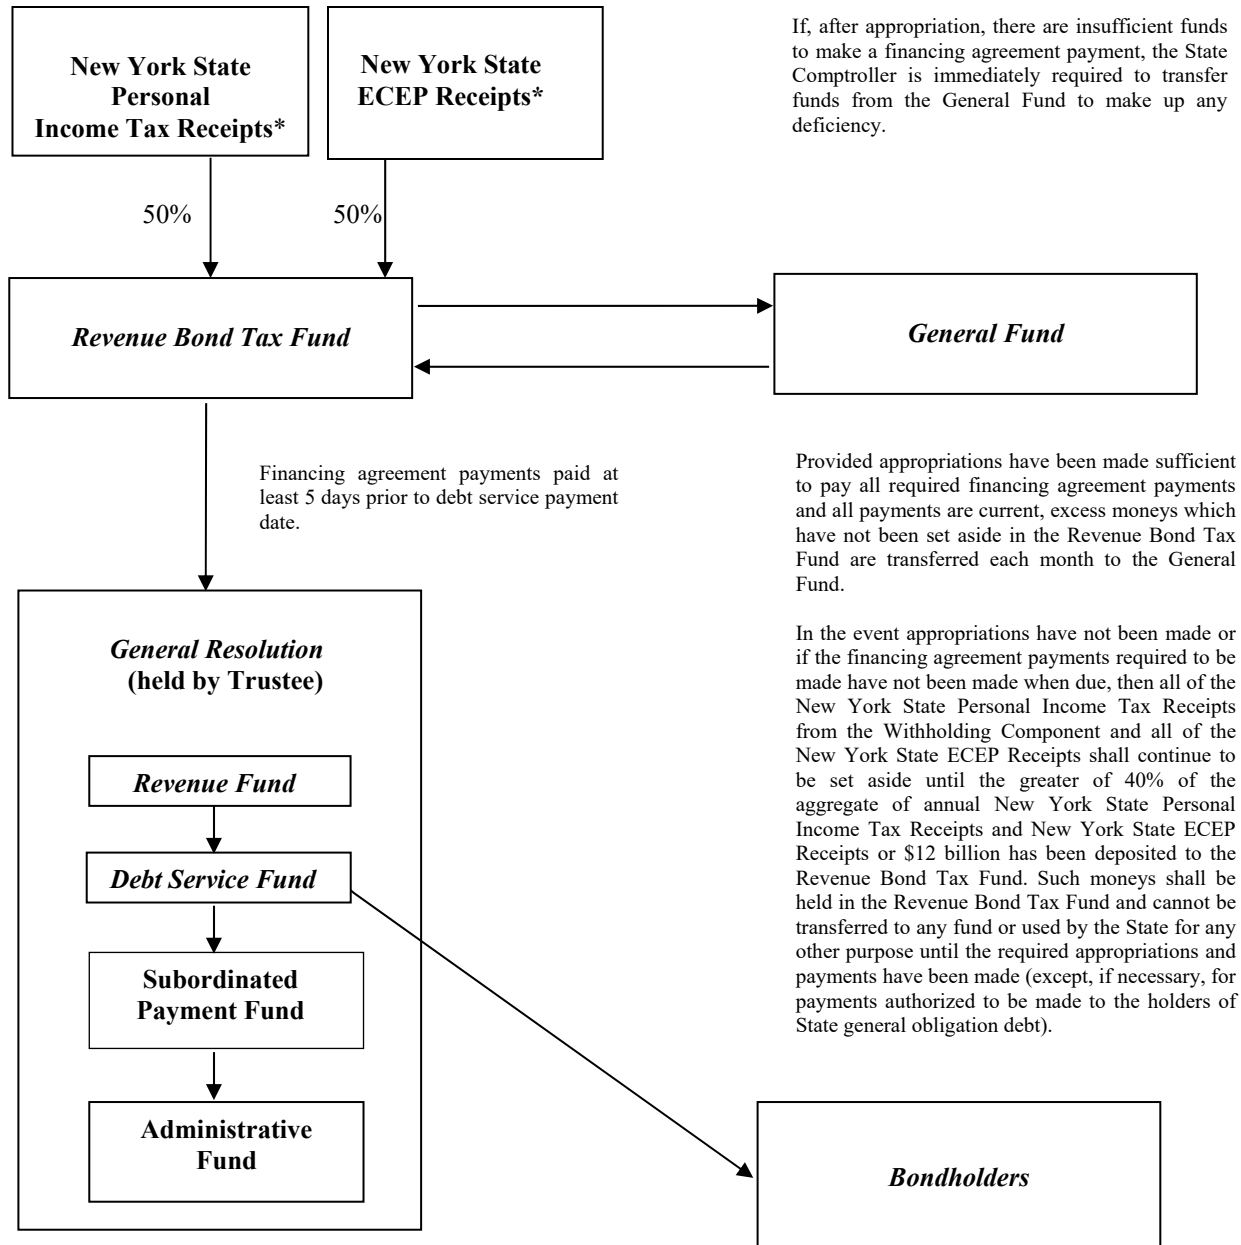 New York State
Personal
Income Tax Receipts*
New York State
ECEP Receipts*
If, after appropriation, there are insufficient funds
to make a financing agreement payment, the State
Comptroller is immediately required to transfer
funds from the General Fund to make up any
deficiency.
50%
50%
Revenue Bond Tax Fund
General Fund
Financing agreement payments paid at
least 5 days prior to debt service payment
date.
Provided appropriations have been made sufficient
to pay all required financing agreement payments
and all payments are current, excess moneys which
have not been set aside in the Revenue Bond Tax
Fund are transferred each month to the General
Fund.
In the event appropriations have not been made or
if the financing agreement payments required to be
made have not been made when due, then all of the
New York State Personal Income Tax Receipts
from the Withholding Component and all of the
New York State ECEP Receipts shall continue to
be set aside until the greater of 40% of the
aggregate of annual New York State Personal
Income Tax Receipts and New York State ECEP
Receipts or $12 billion has been deposited to the
Revenue Bond Tax Fund. Such moneys shall be
held in the Revenue Bond Tax Fund and cannot be
transferred to any fund or used by the State for any
other purpose until the required appropriations and
payments have been made (except, if necessary, for
payments authorized to be made to the holders of
State general obligation debt).
General Resolution
(held by Trustee)
Revenue Fund
Debt Service Fund
Subordinated
Payment Fund
Administrative
Fund
Bondholders